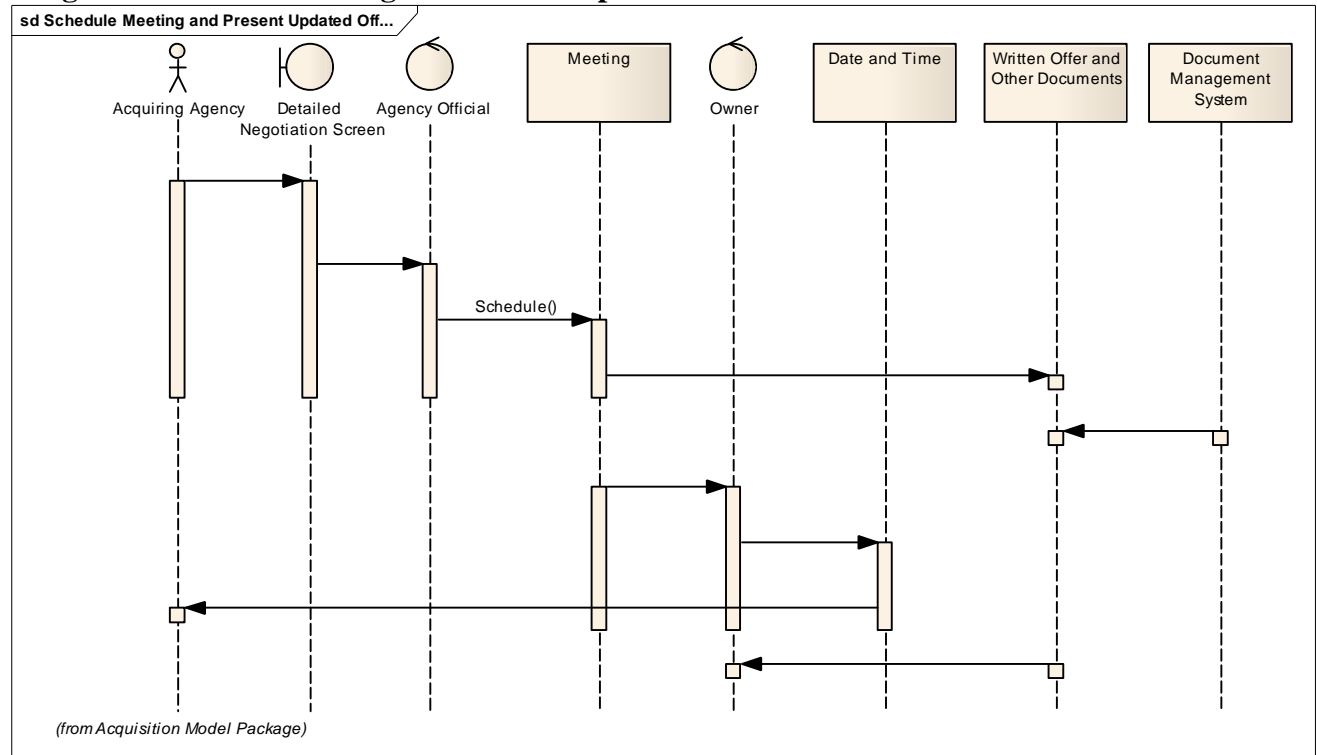 sd Schedule Meeting and Present Updated Off...
Acquiring Agency
Detailed
Negotiation Screen
Agency Official
Meeting
Owner
Date and Time
Written Offer and
Other Documents
Document
Management
System
Schedule()
(from Acquisition Model Package)